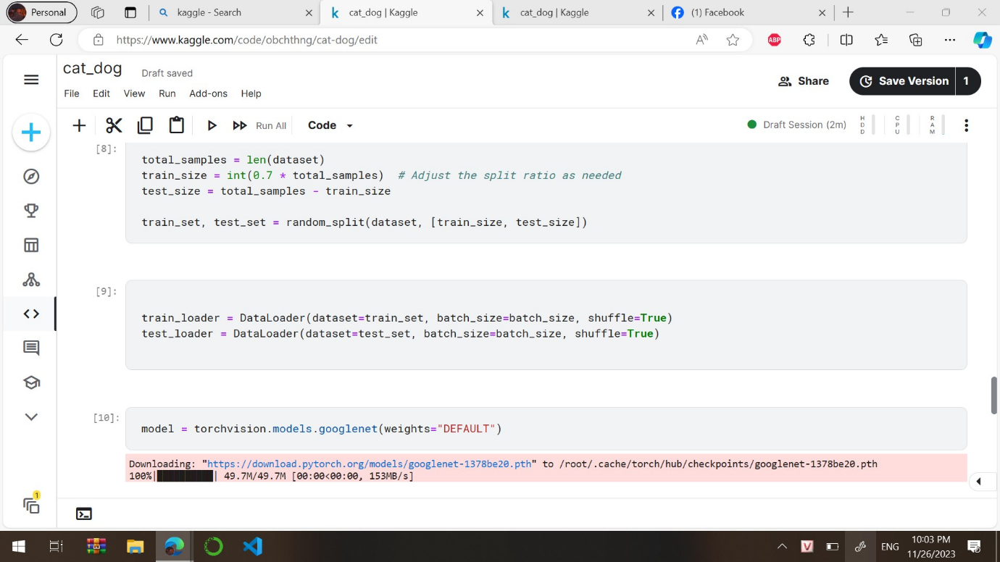 Personal
kaggle - Search
cat_dog | Kaggle
cat_dog | Kaggle
(1) Facebook
https://www.kaggle.com/code/obchthng/cat-dog/edit
ABP
cat_dog
Draft saved
File Edit View Run Add-ons Help
Share
Save Version
1
Run All
Code
Draft Session (2m)
HDD
CPU
RAM
[8]:
total_samples = len(dataset)
train_size = int(0.7 * total_samples)  # Adjust the split ratio as needed
test_size = total_samples - train_size
train_set, test_set = random_split(dataset, [train_size, test_size])
[9]:
train_loader = DataLoader(dataset=train_set, batch_size=batch_size, shuffle=True)
test_loader = DataLoader(dataset=test_set, batch_size=batch_size, shuffle=True)
[10]:
model = torchvision.models.googlenet(weights="DEFAULT")
Downloading: "https://download.pytorch.org/models/googlenet-1378be20.pth" to /root/.cache/torch/hub/checkpoints/googlenet-1378be20.pth
100%|██████████| 49.7M/49.7M [00:00<00:00, 153MB/s]
1
V
ENG
10:03 PM
11/26/2023